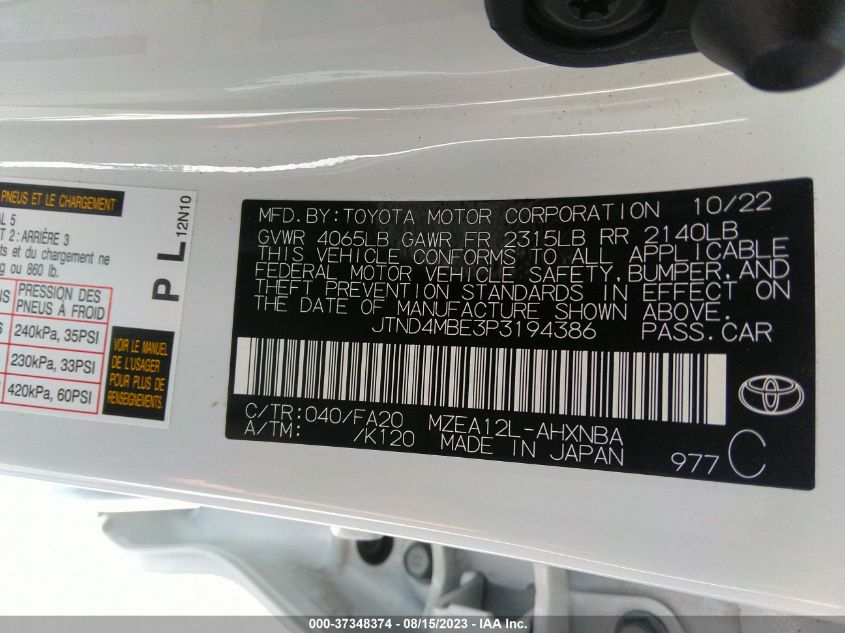 PNEUS ET LE CHARGEMENT
AL 5
T 2: ARRIÈRE 3
ts et du chargement ne
g ou 860 lb.
PRESSION DES
PNEUS À FROID
240kPa, 35PSI
230kPa, 33PSI
420kPa, 60PSI
P L
12N10
VOIR LE MANUEL
DE L'USAGER
POUR PLUS DE
RENSEIGNEMENTS
MFD.BY:TOYOTA MOTOR CORPORATION 10/22
GVWR 4065LB GAWR FR 2315LB RR 2140LB
THIS VEHICLE CONFORMS TO ALL APPLICABLE
FEDERAL MOTOR VEHICLE SAFETY,BUMPER,AND
THEFT PREVENTION STANDARDS IN EFFECT ON
THE DATE OF MANUFACTURE SHOWN ABOVE.
JTND4MBE3P3194386 PASS.CAR
C/TR:040/FA20 MZEA12L-AHXNBA
A/TM: /K120 MADE IN JAPAN
977 C
000-37348374 - 08/15/2023 - IAA Inc.